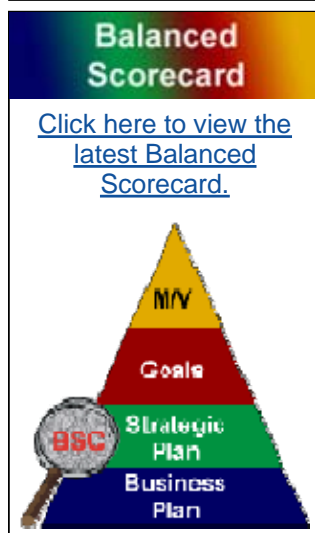 Balanced
Scorecard
Click here to view the
latest Balanced
Scorecard.
M/V
Goals
Strategic
Plan
BSC
Business
Plan